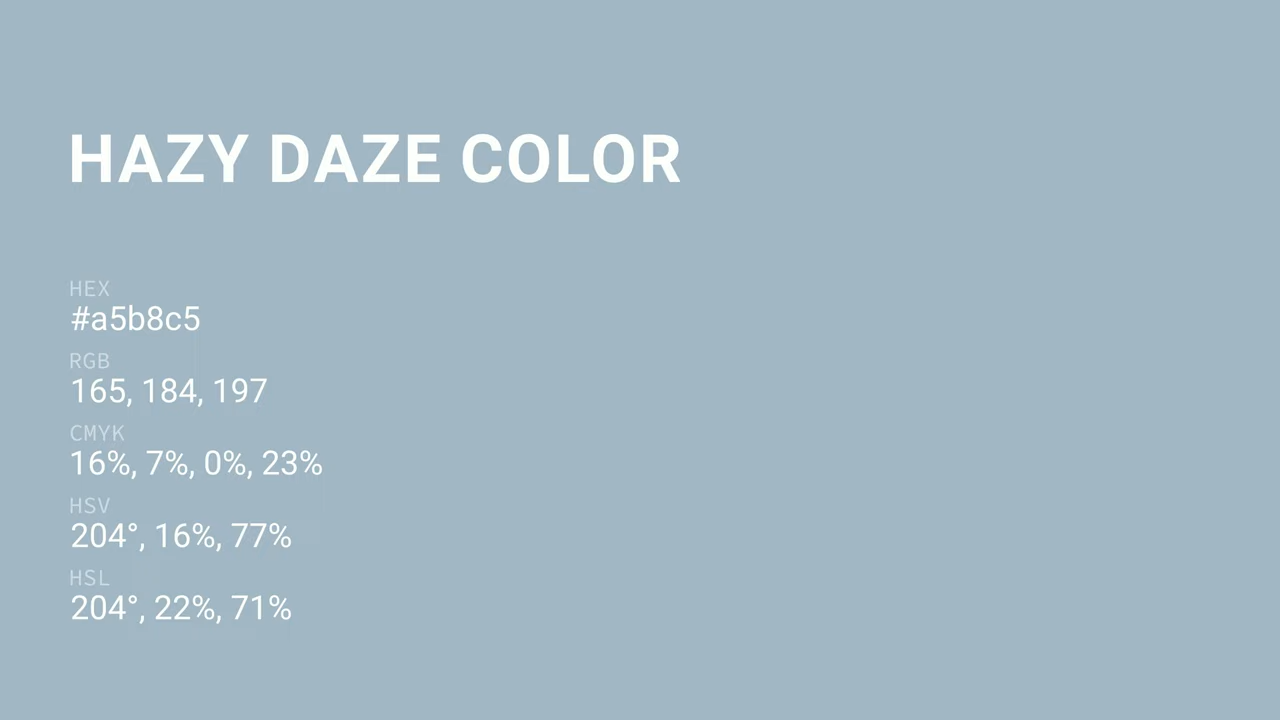 HAZY DAZE COLOR
HEX
#a5b8c5
RGB
165, 184, 197
CMYK
16%, 7%, 0%, 23%
HSV
204°, 16%, 77%
HSL
204°, 22%, 71%